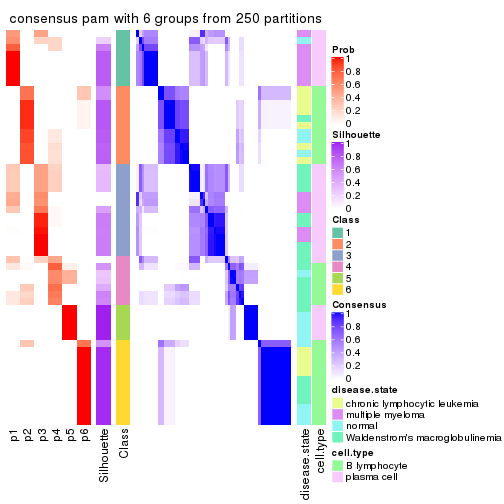 consensus pam with 6 groups from 250 partitions
Prob
1
0.8
0.6
0.4
0.2
0
Silhouette
1
0.8
0.6
0.4
0.2
0
Class
1
2
3
4
5
6
Consensus
1
0.8
0.6
0.4
0.2
0
disease.state
chronic lymphocytic leukemia
multiple myeloma
normal
Waldenstrom's macroglobulinemia
cell.type
B lymphocyte
plasma cell
p1
p2
p3
p4
p5
p6
Silhouette
Class
disease.state
cell.type